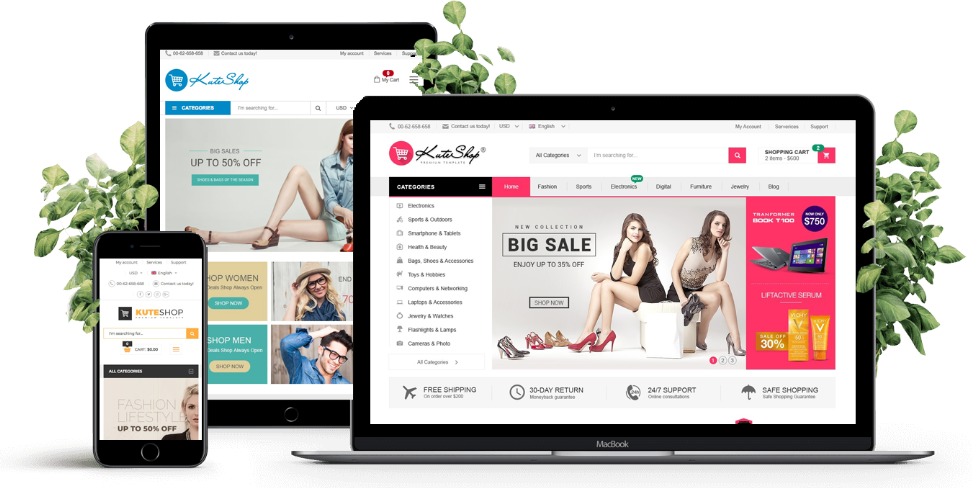 00-62-658-658
Contact us today!
My account
Services
KuteShop
8
My Cart
CATEGORIES
I'm searching for...
USD
BIG SALES
UP TO 50% OFF
SHOES & BAGS OF THE SEASON
SHOP WOMEN
Deals Shop Always Open
SHOP NOW
END
SHOP MEN
Deals Shop Always Open
SHOP NOW
My account
Services
Support
USD
English
00-62-658-658
Contact us today!
KUTESHOP
I'm searching for...
CART: $0.00
ALL CATEGORIES
FASHION
LIFESTYLE
UP TO 50% OFF
00-62-658-658
Contact us today!
USD
English
My Account
Serverices
Support
KuteShop®
PREMIUM TEMPLATE
All Categories
I'm searching for...
SHOPPING CART
2 items - $600
2
CATEGORIES
Home
Fashion
Sports
Electronics
NEW
Digital
Furniture
Jewelry
Blog
Electronics
Sports & Outdoors
Smartphone & Tablets
Health & Beauty
Bags, Shoes & Accessories
Toys & Hobbies
Computers & Networking
Laptops & Accessories
Jewelry & Watches
Flashlights & Lamps
Cameras & Photo
All Categories
NEW COLLECTION
BIG SALE
ENJOY UP TO 35% OFF
SHOP NOW
1 2 3
TRANFORMER
BOOK T100
NOW ONLY
$750
LIFTACTIVE SERUM
SALE OFF
30%
VICHY
FREE SHIPPING
On order over $200
30-DAY RETURN
Moneyback guarantee
24/7 SUPPORT
Online consultations
SAFE SHOPPING
Safe Shopping Guarantee
MacBook